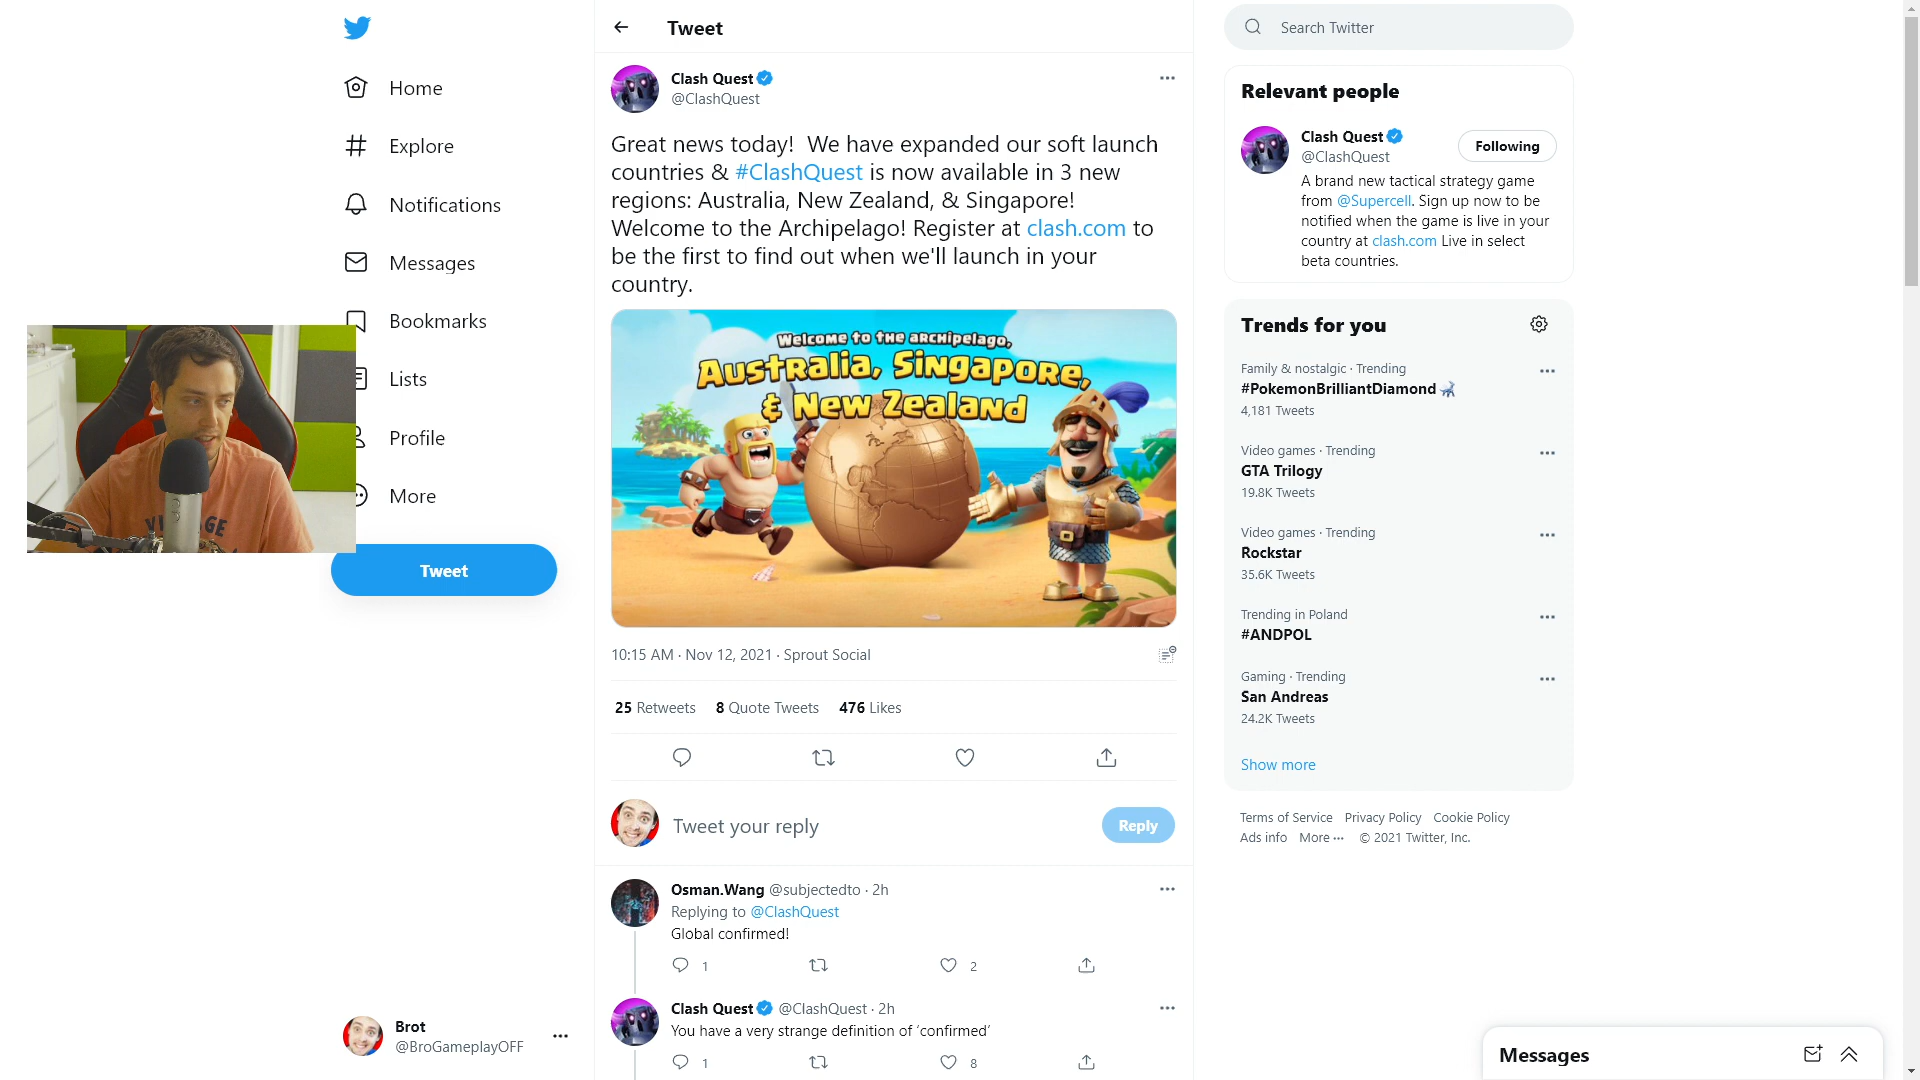 Home
Explore
Notifications
Messages
Bookmarks
Lists
Profile
More
Tweet
Brot
@BroGameplayOFF
Tweet
Clash Quest
@ClashQuest
Great news today!  We have expanded our soft launch
countries & #ClashQuest is now available in 3 new
regions: Australia, New Zealand, & Singapore!
Welcome to the Archipelago! Register at clash.com to
be the first to find out when we'll launch in your
country.
Welcome to the Archipelago,
Australia, Singapore,
& New Zealand
10:15 AM · Nov 12, 2021 · Sprout Social
25 Retweets 8 Quote Tweets 476 Likes
Tweet your reply
Reply
Osman.Wang @subjectedto · 2h
Replying to @ClashQuest
Global confirmed!
1 2
Clash Quest @ClashQuest · 2h
You have a very strange definition of ‘confirmed’
1 8
Search Twitter
Relevant people
Clash Quest
@ClashQuest
Following
A brand new tactical strategy game
from @Supercell. Sign up now to be
notified when the game is live in your
country at clash.com Live in select
beta countries.
Trends for you
Family & nostalgic · Trending
#PokemonBrilliantDiamond
4,181 Tweets
Video games · Trending
GTA Trilogy
19.8K Tweets
Video games · Trending
Rockstar
35.6K Tweets
Trending in Poland
#ANDPOL
Gaming · Trending
San Andreas
24.2K Tweets
Show more
Terms of Service Privacy Policy Cookie Policy
Ads info More ··· © 2021 Twitter, Inc.
Messages